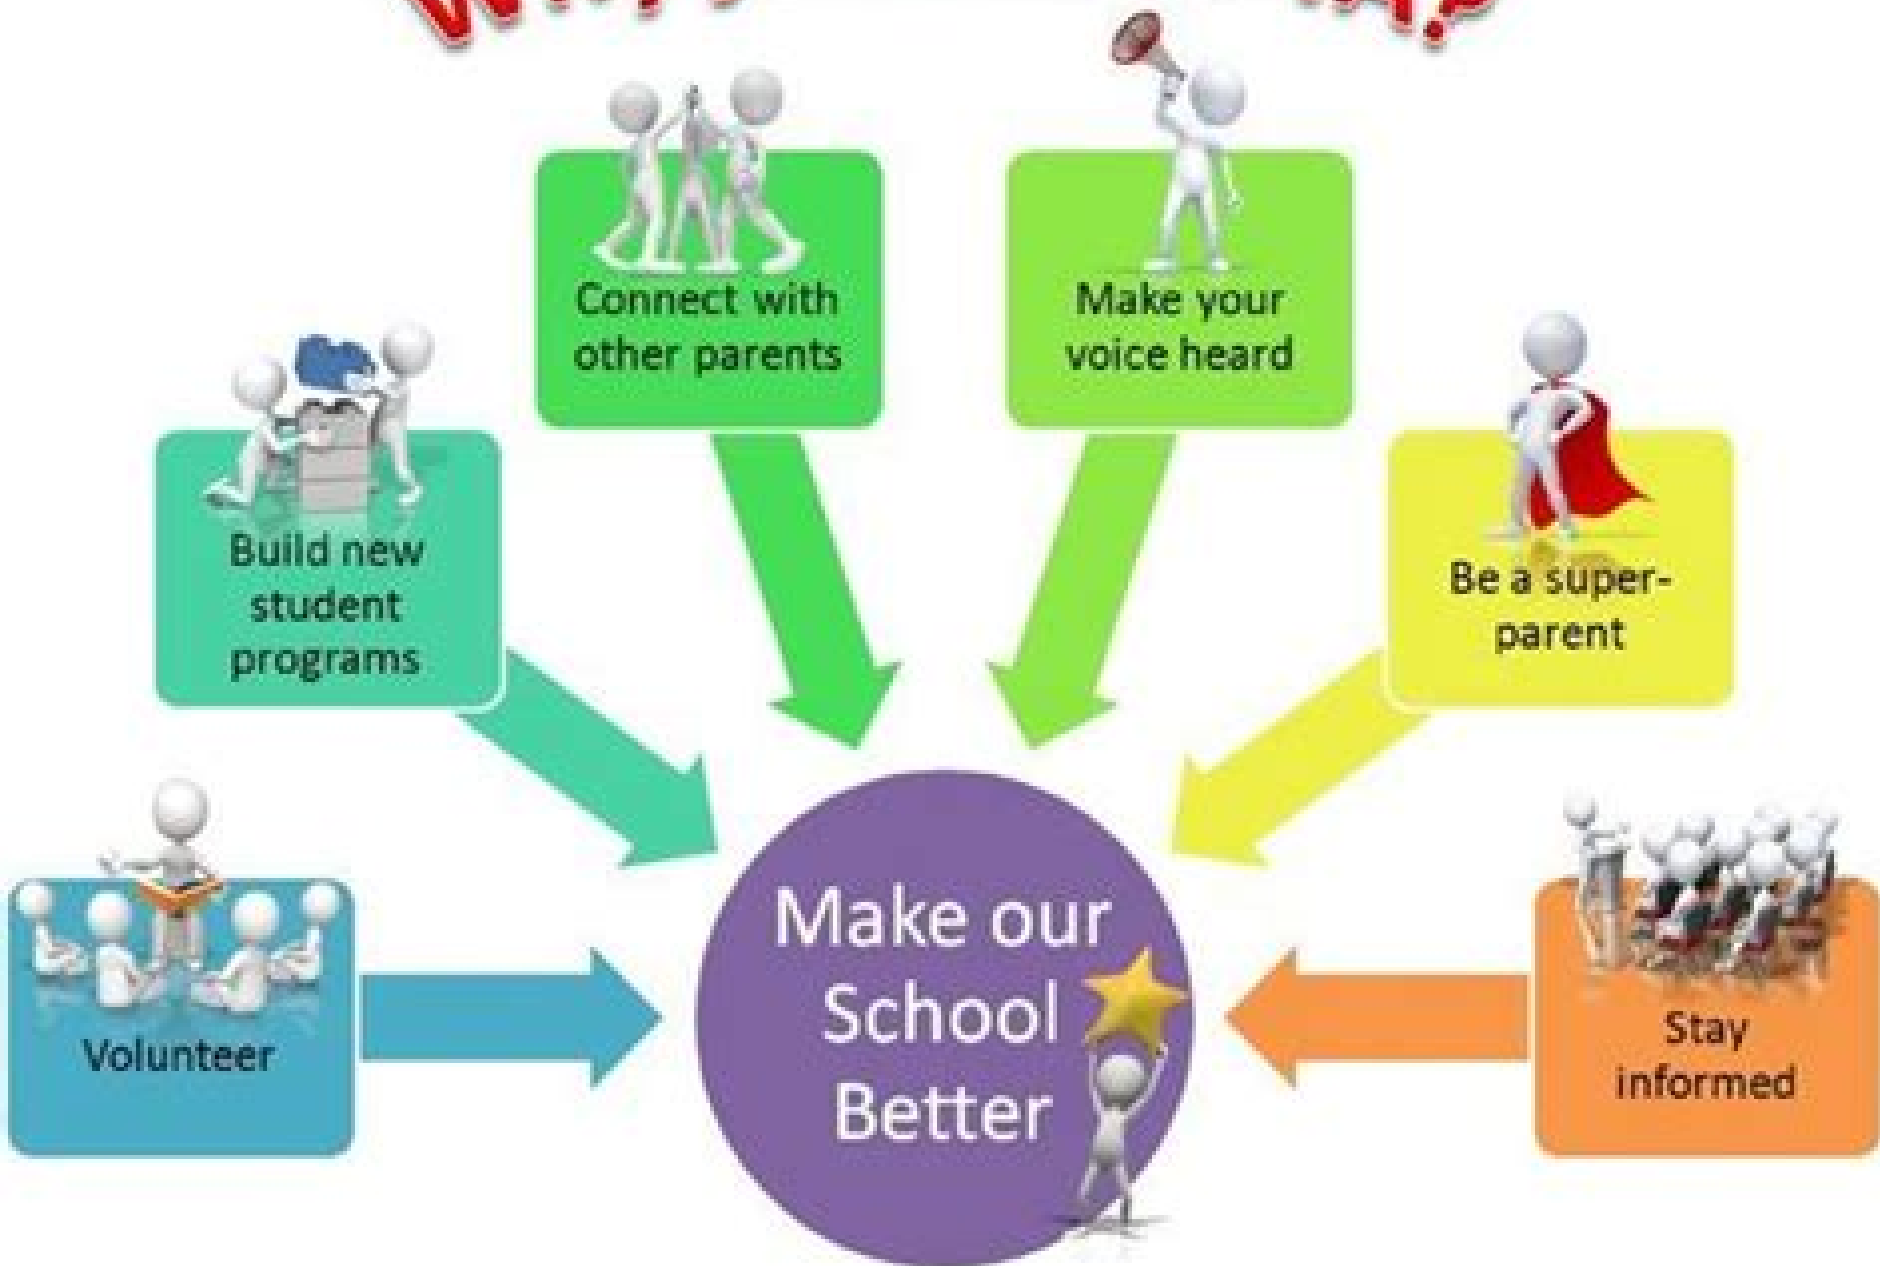 Connect with
other parents
Make your
voice heard
Build new
student
programs
Be a super-
parent
Volunteer
Make our
School
Better
Stay
informed